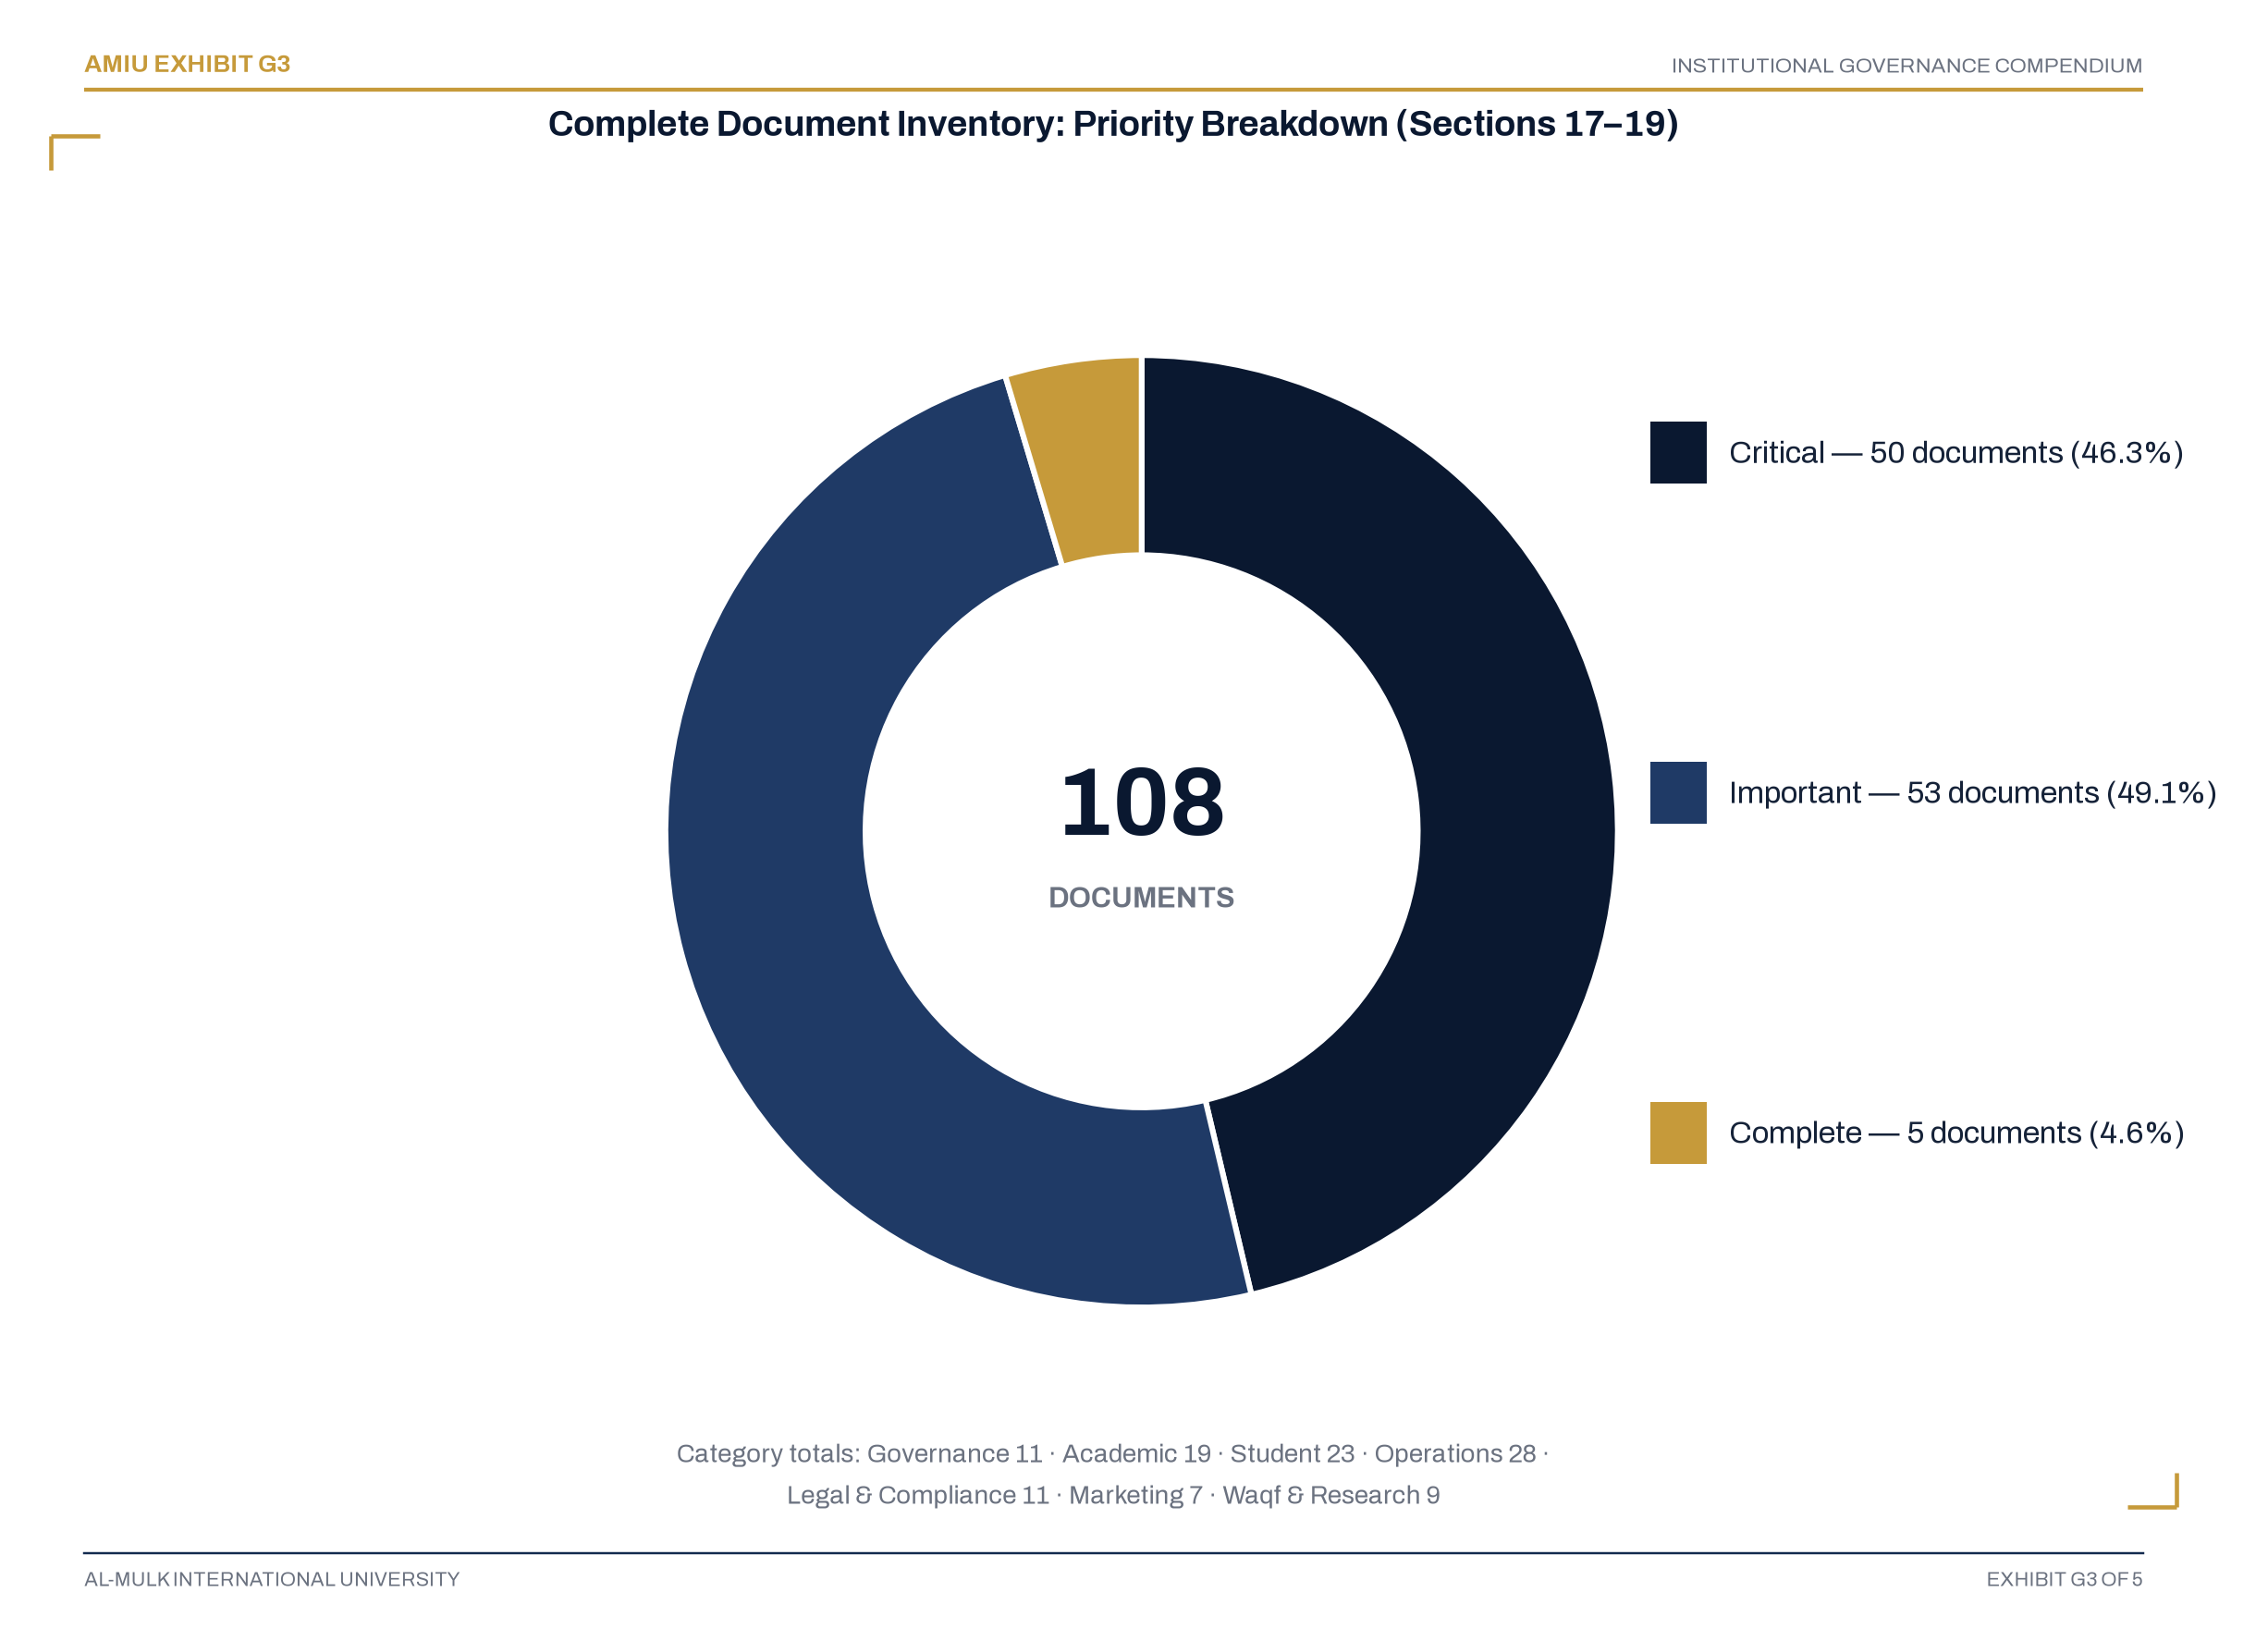 AMIU EXHIBIT G3
INSTITUTIONAL GOVERNANCE COMPENDIUM
Complete Document Inventory: Priority Breakdown (Sections 17–19)
Critical — 50 documents (46.3%)
108
DOCUMENTS
Important — 53 documents (49.1%)
Complete — 5 documents (4.6%)
Category totals: Governance 11 · Academic 19 · Student 23 · Operations 28 ·
Legal & Compliance 11 · Marketing 7 · Waqf & Research 9
AL-MULK INTERNATIONAL UNIVERSITY
EXHIBIT G3 OF 5